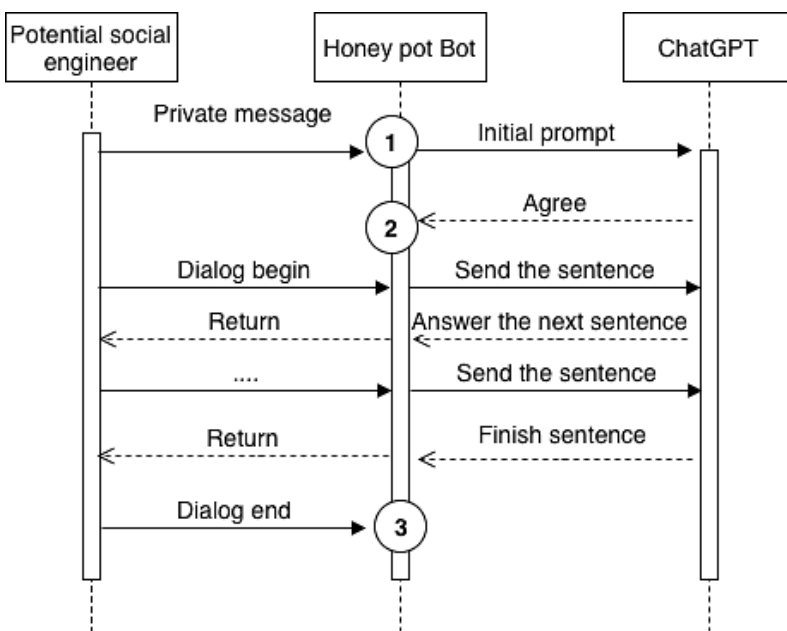 Potential social
engineer
Honey pot Bot
ChatGPT
Private message
1
Initial prompt
Agree
2
Dialog begin
Send the sentence
Return
Answer the next sentence
....
Send the sentence
Return
Finish sentence
Dialog end
3